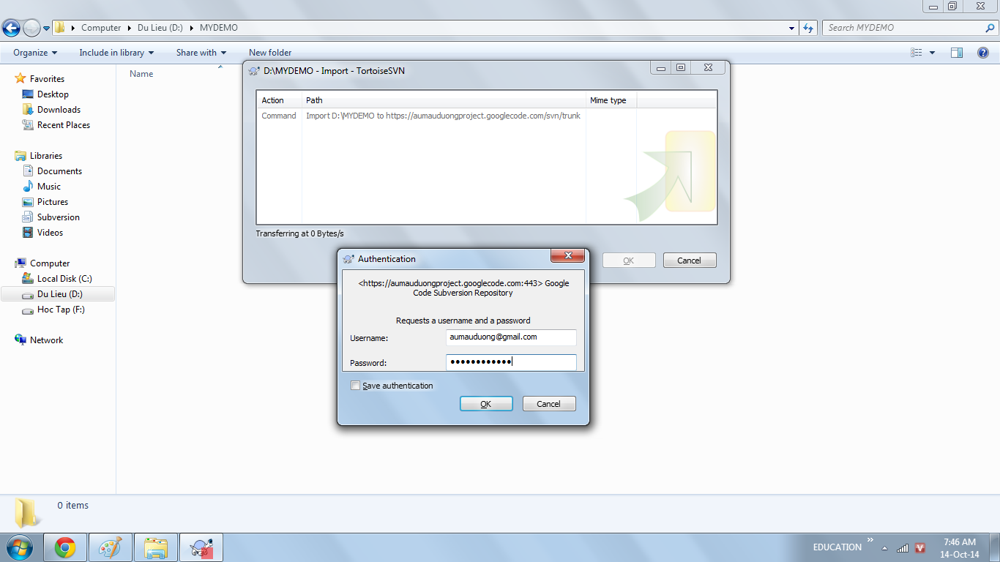 Computer Du Lieu (D:) MYDEMO
Search MYDEMO
Organize Include in library Share with New folder
Favorites
Desktop
Downloads
Recent Places
Libraries
Documents
Music
Pictures
Subversion
Videos
Computer
Local Disk (C:)
Du Lieu (D:)
Hoc Tap (F:)
Network
Name
D:\MYDEMO - Import - TortoiseSVN
Action Path Mime type
Command Import D:\MYDEMO to https://aumauduongproject.googlecode.com/svn/trunk
Transferring at 0 Bytes/s
OK Cancel
Authentication
<https://aumauduongproject.googlecode.com:443> Google
Code Subversion Repository
Requests a username and a password
Username: aumauduong@gmail.com
Password: ●●●●●●●●●●●●
Save authentication
OK Cancel
0 items
EDUCATION
7:46 AM
14-Oct-14